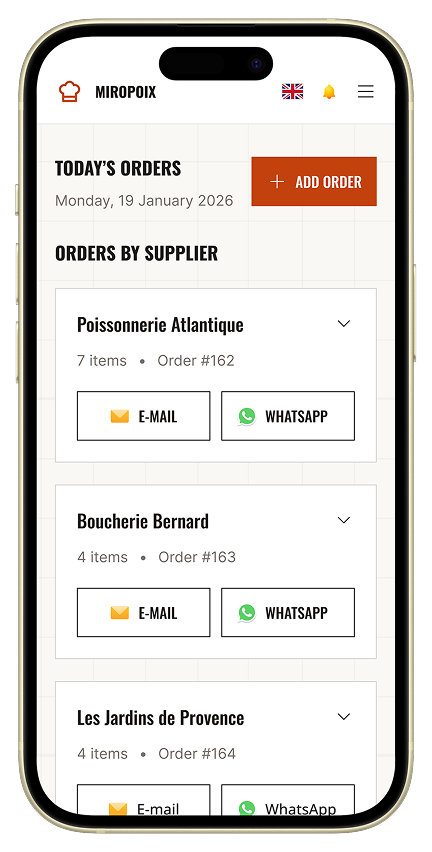 MIROPOIX
TODAY’S ORDERS
Monday, 19 January 2026
+ ADD ORDER
ORDERS BY SUPPLIER
Poissonnerie Atlantique
7 items • Order #162
E-MAIL WHATSAPP
Boucherie Bernard
4 items • Order #163
E-MAIL WHATSAPP
Les Jardins de Provence
4 items • Order #164
E-mail WhatsApp